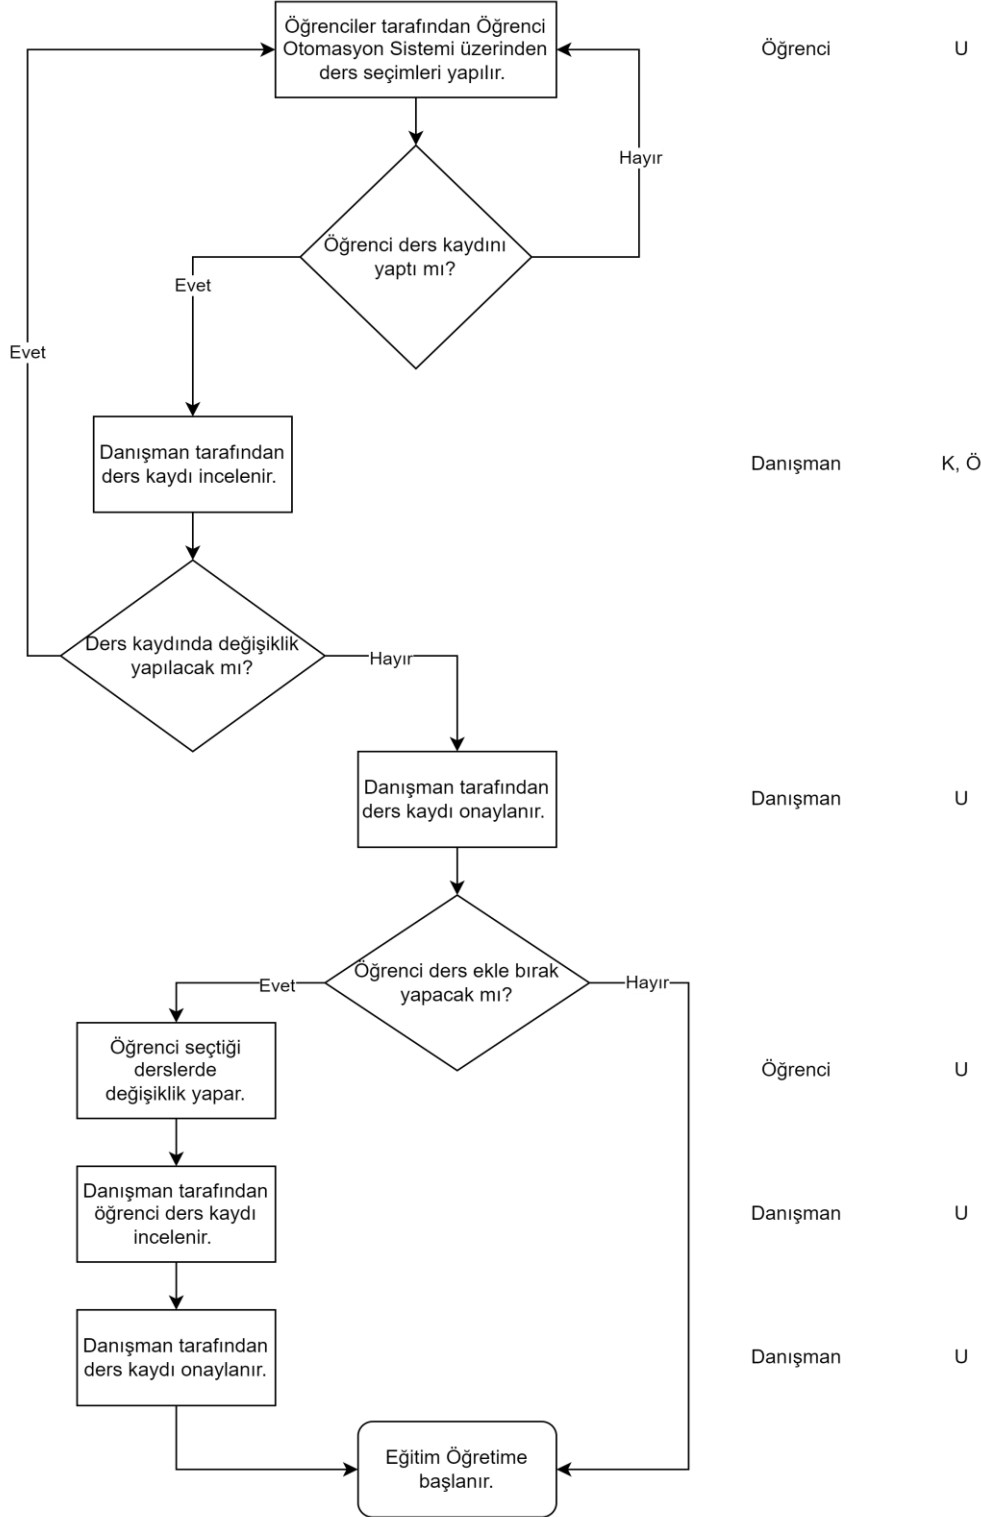 Öğrenciler tarafından Öğrenci
Otomasyon Sistemi üzerinden
ders seçimleri yapılır.
Öğrenci
U
Hayır
Öğrenci ders kaydını
yaptı mı?
Evet
Evet
Danışman tarafından
ders kaydı incelenir.
Danışman
K, Ö
Ders kaydında değişiklik
yapılacak mı?
Hayır
Danışman tarafından
ders kaydı onaylanır.
Danışman
U
Öğrenci ders ekle bırak
yapacak mı?
Evet
Hayır
Öğrenci seçtiği
derslerde
değişiklik yapar.
Öğrenci
U
Danışman tarafından
öğrenci ders kaydı
incelenir.
Danışman
U
Danışman tarafından
ders kaydı onaylanır.
Danışman
U
Eğitim Öğretime
başlanır.